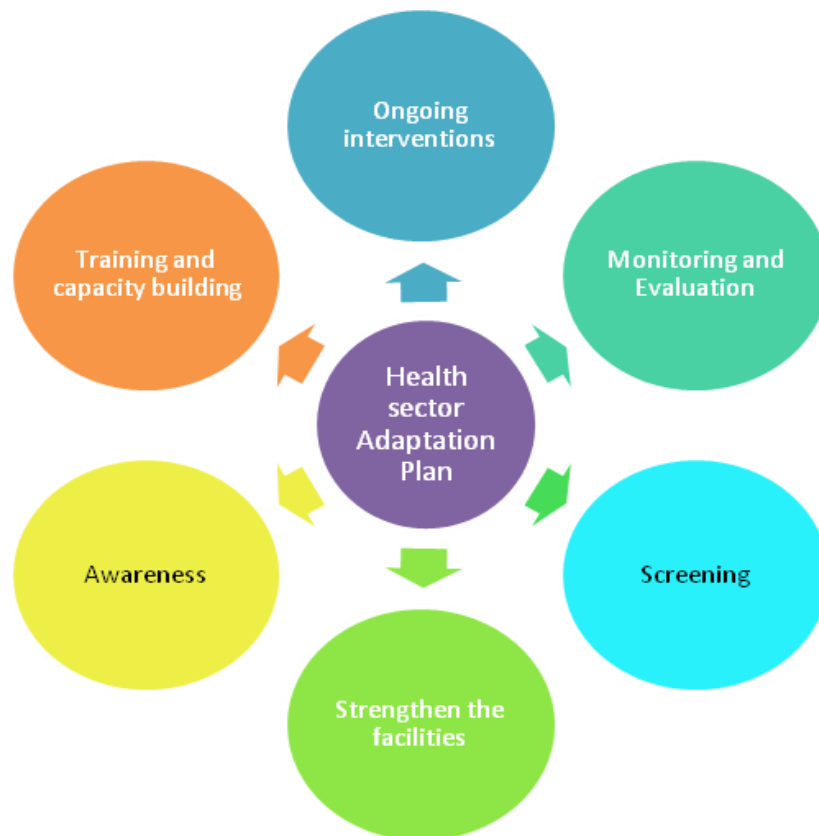 Ongoing
interventions
Training and
capacity building
Monitoring and
Evaluation
Health
sector
Adaptation
Plan
Awareness
Screening
Strengthen the
facilities